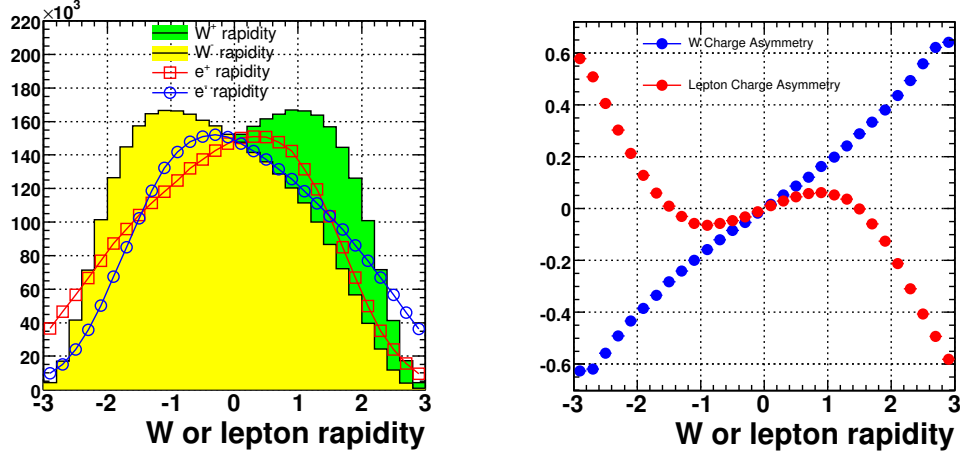 ×10³
220
200
180
160
140
120
100
80
60
40
20
0
W⁺ rapidity
W⁻ rapidity
e⁺ rapidity
e⁻ rapidity
-3 -2 -1 0 1 2 3
W or lepton rapidity
0.6
0.4
0.2
0
-0.2
-0.4
-0.6
W Charge Asymmetry
Lepton Charge Asymmetry
-3 -2 -1 0 1 2 3
W or lepton rapidity